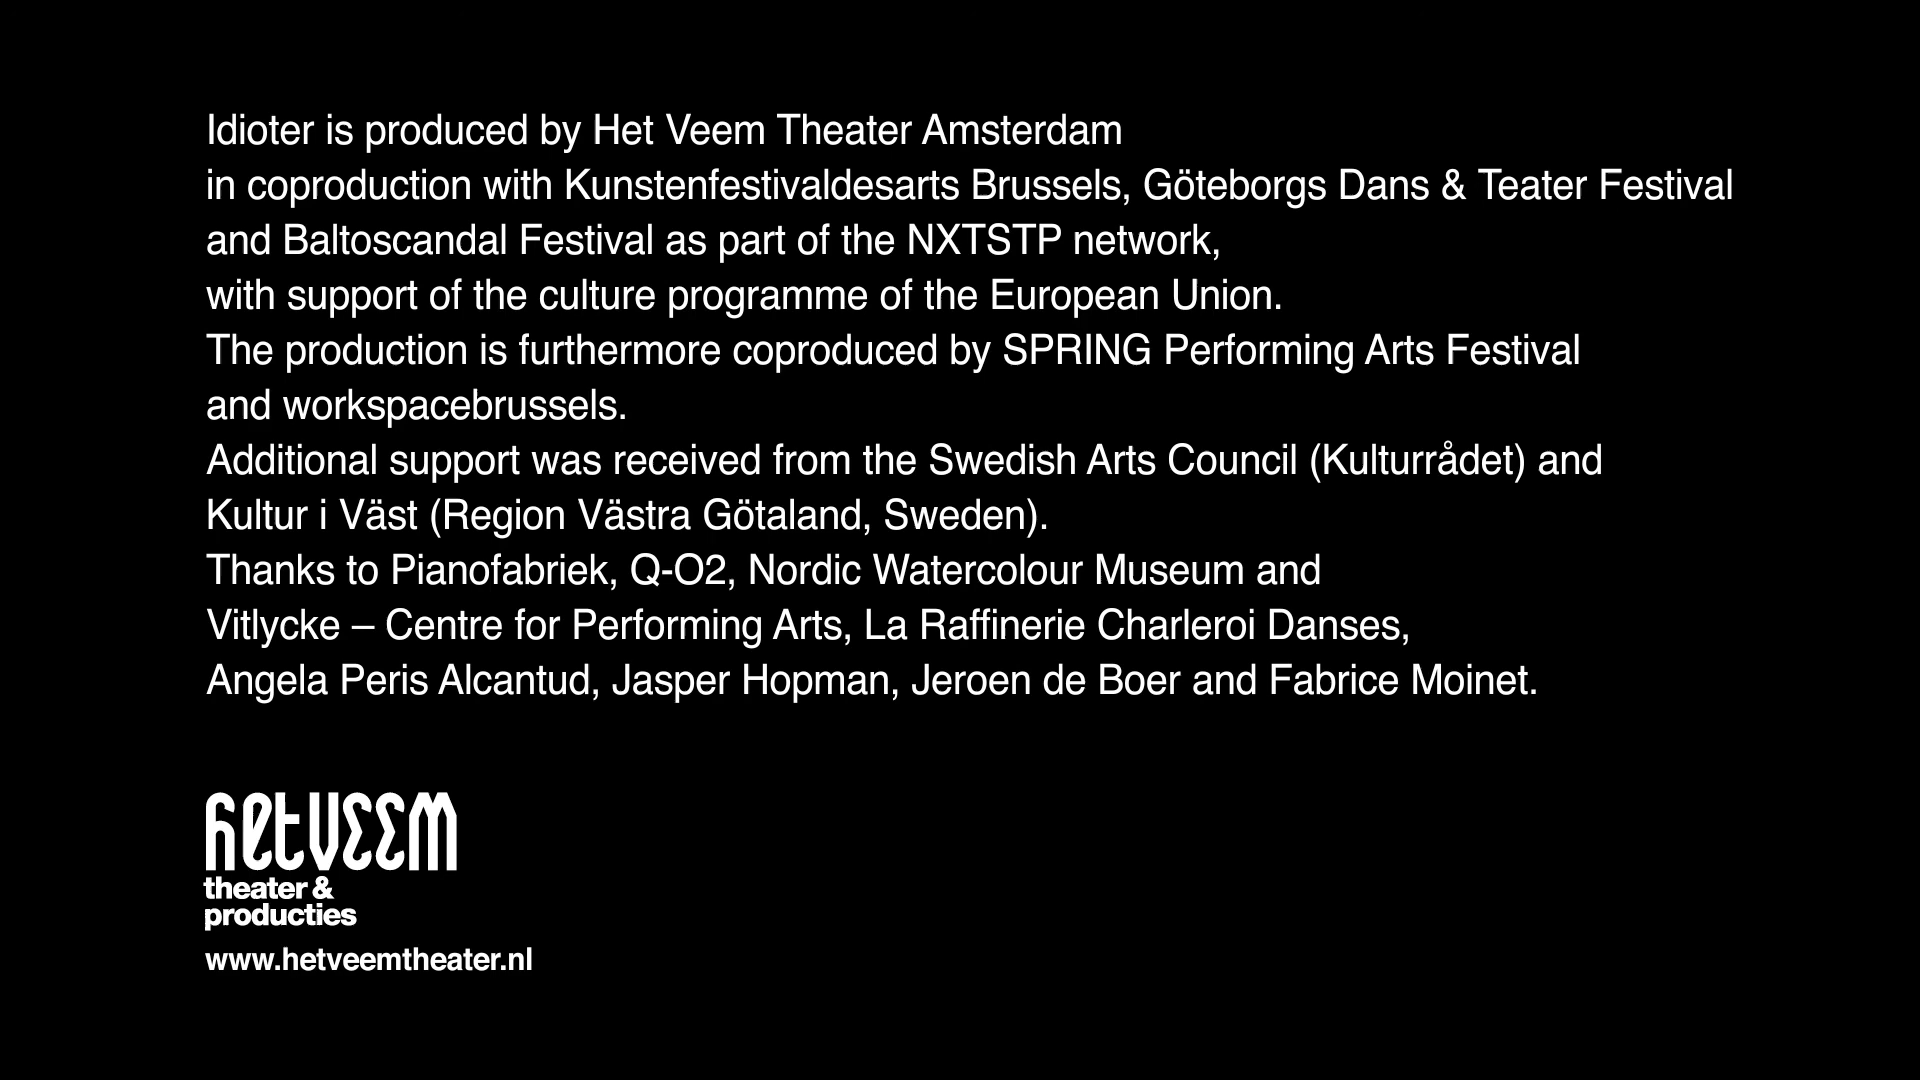 Idioter is produced by Het Veem Theater Amsterdam
in coproduction with Kunstenfestivaldesarts Brussels, Göteborgs Dans & Teater Festival
and Baltoscandal Festival as part of the NXTSTP network,
with support of the culture programme of the European Union.
The production is furthermore coproduced by SPRING Performing Arts Festival
and workspacebrussels.
Additional support was received from the Swedish Arts Council (Kulturrådet) and
Kultur i Väst (Region Västra Götaland, Sweden).
Thanks to Pianofabriek, Q-O2, Nordic Watercolour Museum and
Vitlycke – Centre for Performing Arts, La Raffinerie Charleroi Danses,
Angela Peris Alcantud, Jasper Hopman, Jeroen de Boer and Fabrice Moinet.
hetveem
theater &
producties
www.hetveemtheater.nl